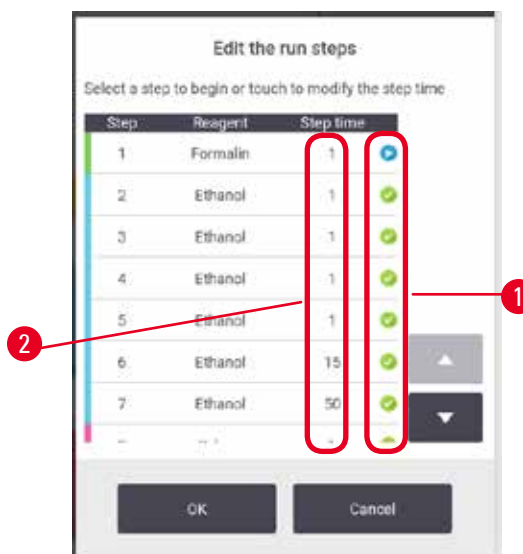 Edit the run steps
Select a step to begin or touch to modify the step time
Step Reagent Step time
1 Formalin 1
2 Ethanol 1
3 Ethanol 1
4 Ethanol 1
5 Ethanol 1
6 Ethanol 15
7 Ethanol 50
OK Cancel
1
2